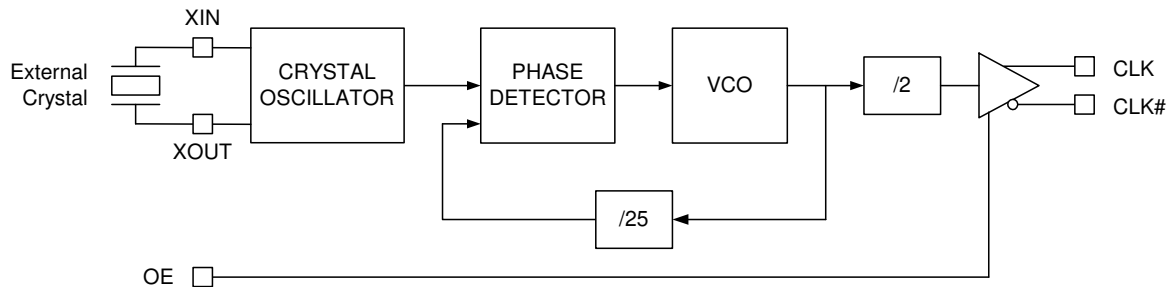 XIN
External
Crystal
XOUT
CRYSTAL
OSCILLATOR
PHASE
DETECTOR
VCO
/2
CLK
CLK#
/25
OE